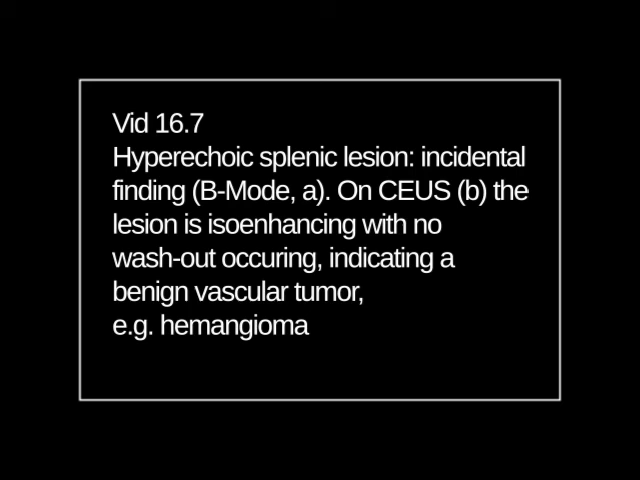 Vid 16.7
Hyperechoic splenic lesion: incidental
finding (B-Mode, a). On CEUS (b) the
lesion is isoenhancing with no
wash-out occuring, indicating a
benign vascular tumor,
e.g. hemangioma